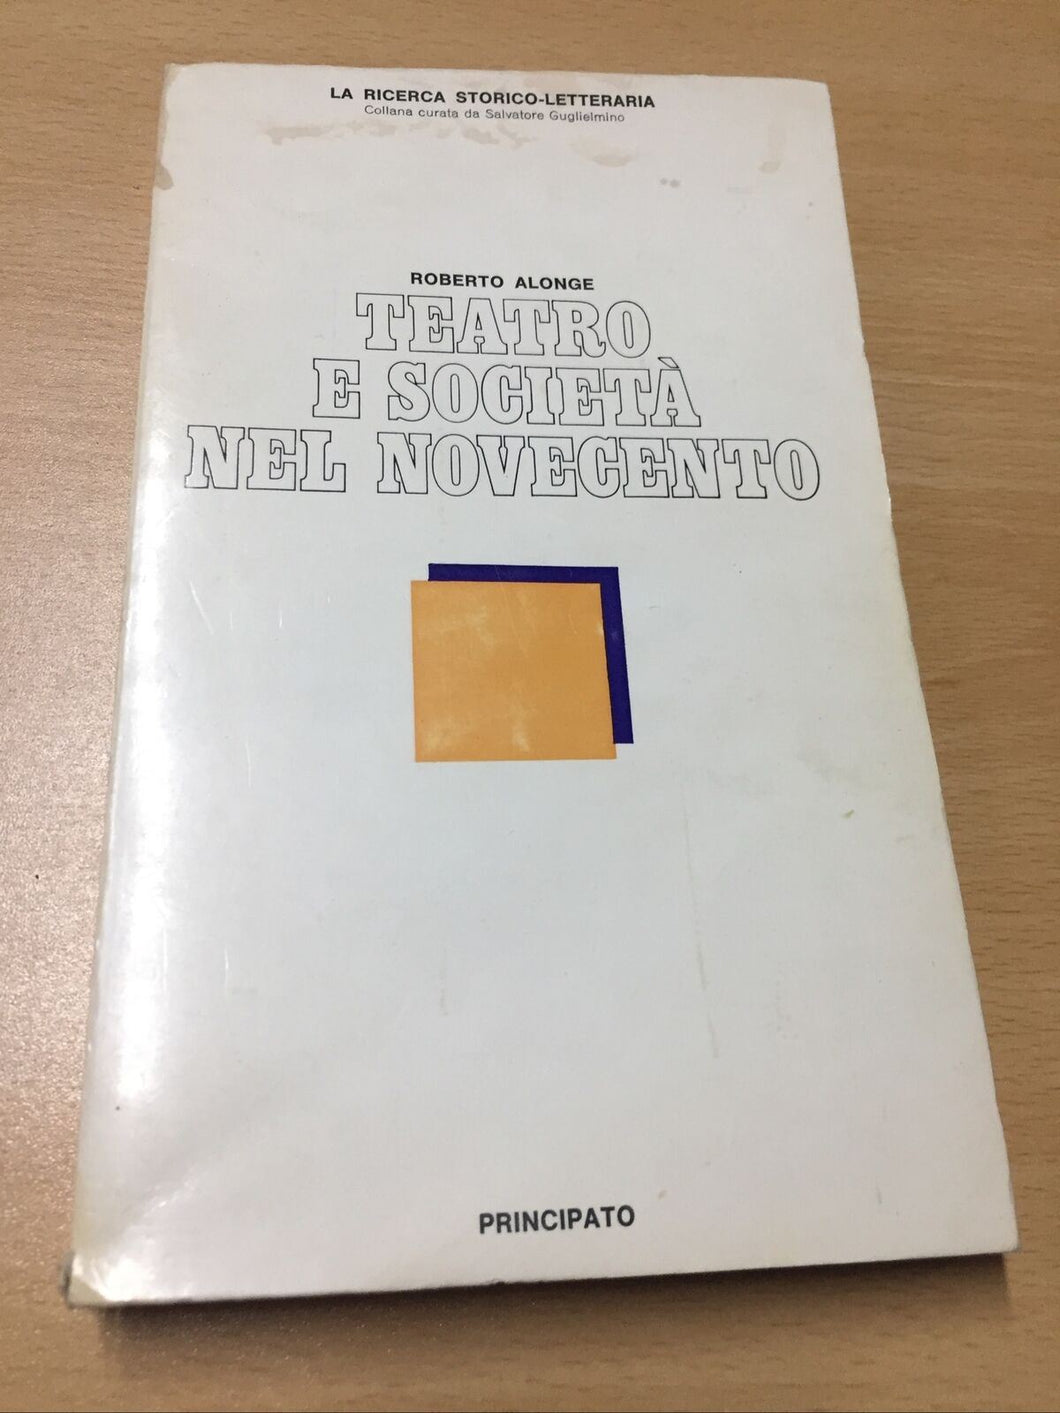 LA RICERCA STORICO-LETTERARIA
Collana curata da Salvatore Guglielmino
ROBERTO ALONGE
TEATRO
E SOCIETÀ
NEL NOVECENTO
PRINCIPATO